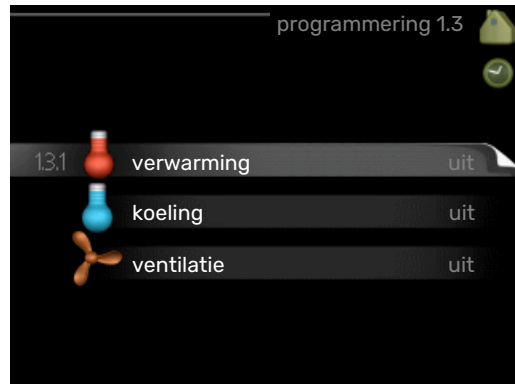 programmering 1.3
1.3.1 verwarming uit
koeling uit
ventilatie uit